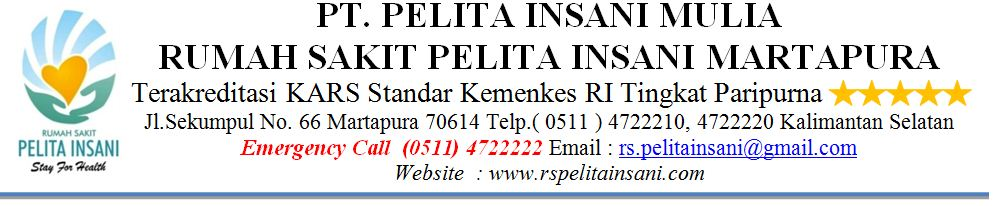 PT. PELITA INSANI MULIA
RUMAH SAKIT PELITA INSANI MARTAPURA
Terakreditasi KARS Standar Kemenkes RI Tingkat Paripurna
Jl.Sekumpul No. 66 Martapura 70614 Telp.( 0511 ) 4722210, 4722220 Kalimantan Selatan
Emergency Call (0511) 4722222 Email : rs.pelitainsani@gmail.com
Website : www.rspelitainsani.com
RUMAH SAKIT
PELITA INSANI
Stay For Health